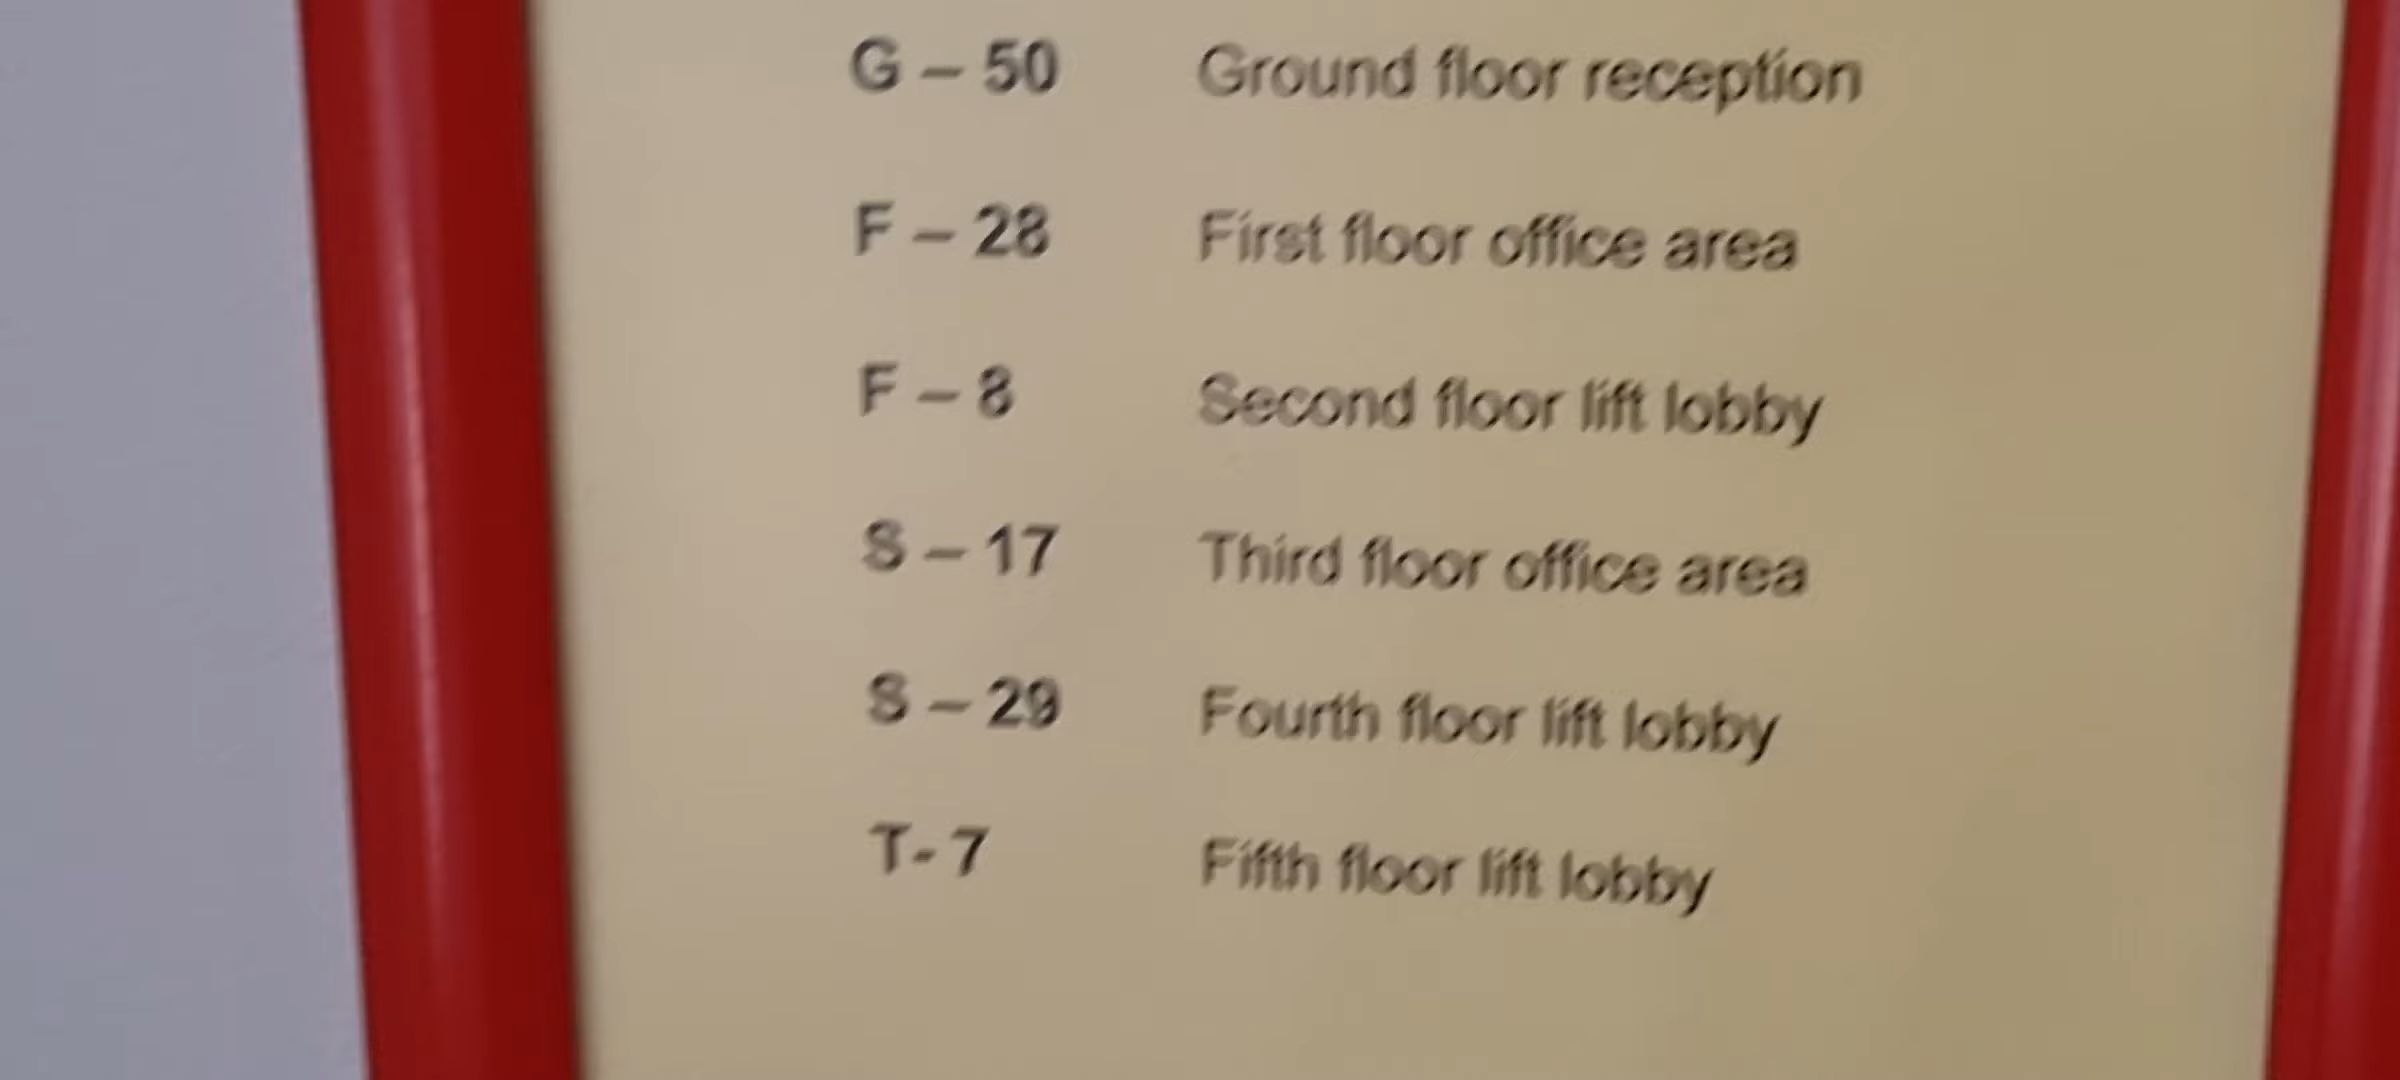 G – 50 Ground floor reception
F – 28 First floor office area
F – 8 Second floor lift lobby
S – 17 Third floor office area
S – 29 Fourth floor lift lobby
T- 7 Fifth floor lift lobby